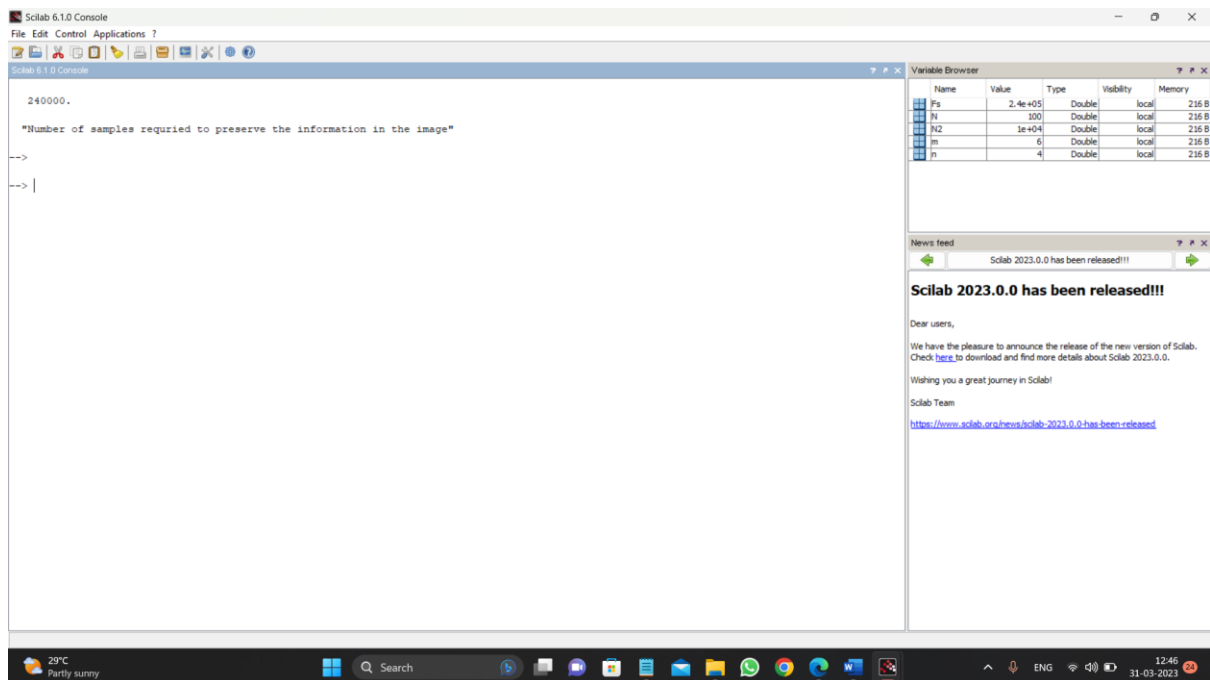 Scilab 6.1.0 Console
File Edit Control Applications ?
Scilab 6.1.0 Console
240000.
"Number of samples requried to preserve the information in the image"
-->
-->
Variable Browser
Name Value Type Visibility Memory
Fs 2.4e+05 Double local 216 B
N 100 Double local 216 B
N2 1e+04 Double local 216 B
m 6 Double local 216 B
n 4 Double local 216 B
News feed
Scilab 2023.0.0 has been released!!!
Scilab 2023.0.0 has been released!!!
Dear users,
We have the pleasure to announce the release of the new version of Scilab.
Check here to download and find more details about Scilab 2023.0.0.
Wishing you a great journey in Scilab!
Scilab Team
https://www.scilab.org/news/scilab-2023.0.0-has-been-released
29°C
Partly sunny
Search
ENG
12:46
31-03-2023
24